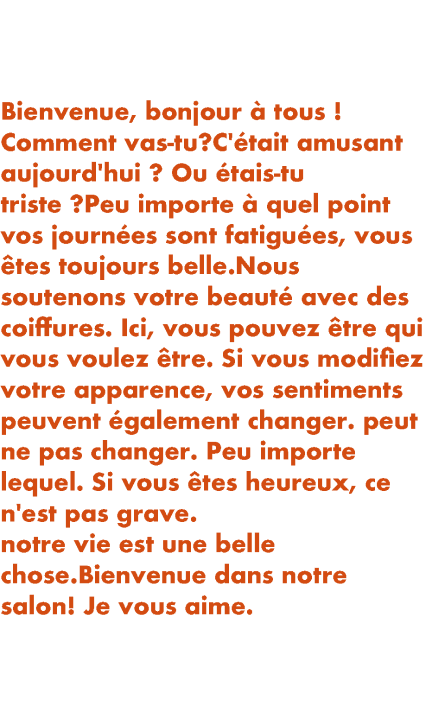 Bienvenue, bonjour à tous !
Comment vas-tu?C'était amusant
aujourd'hui ? Ou étais-tu
triste ?Peu importe à quel point
vos journées sont fatiguées, vous
êtes toujours belle.Nous
soutenons votre beauté avec des
coiffures. Ici, vous pouvez être qui
vous voulez être. Si vous modifiez
votre apparence, vos sentiments
peuvent également changer. peut
ne pas changer. Peu importe
lequel. Si vous êtes heureux, ce
n'est pas grave.
notre vie est une belle
chose.Bienvenue dans notre
salon! Je vous aime.